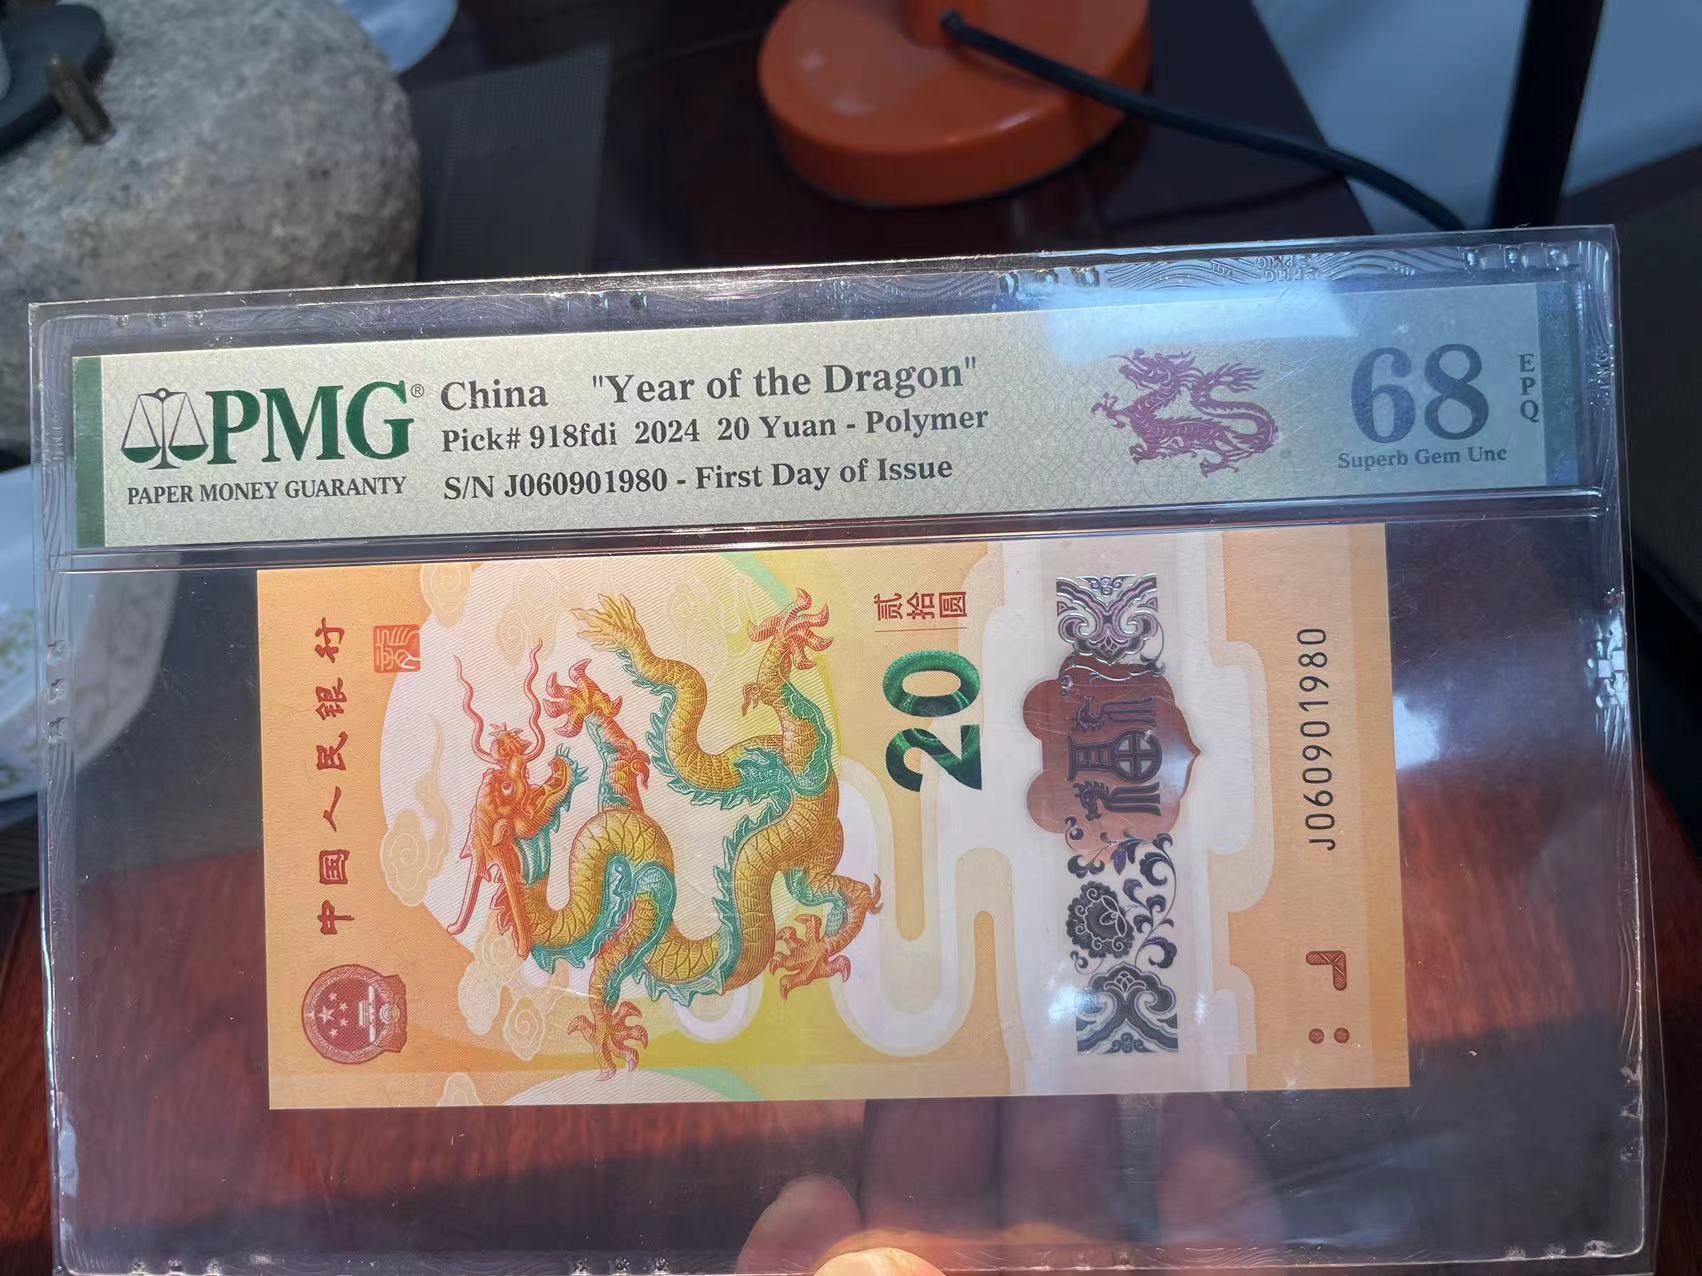 PMG®
PAPER MONEY GUARANTY
China "Year of the Dragon"
Pick# 918fdi 2024 20 Yuan - Polymer
S/N J060901980 - First Day of Issue
68
EPQ
Superb Gem Unc
中国人民银行
贰拾圆
20
福
J060901980